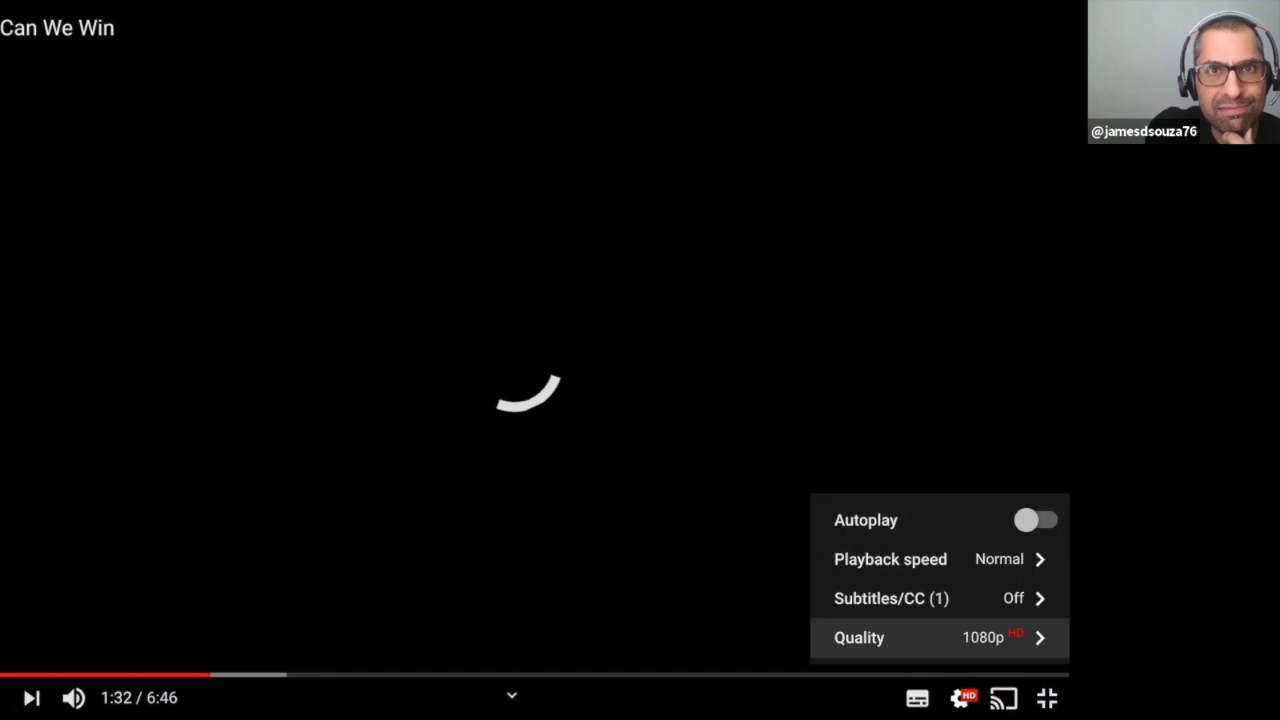 Can We Win
@jamesdsouza76
Autoplay
Playback speed Normal
Subtitles/CC (1) Off
Quality 1080p HD
1:32 / 6:46
HD